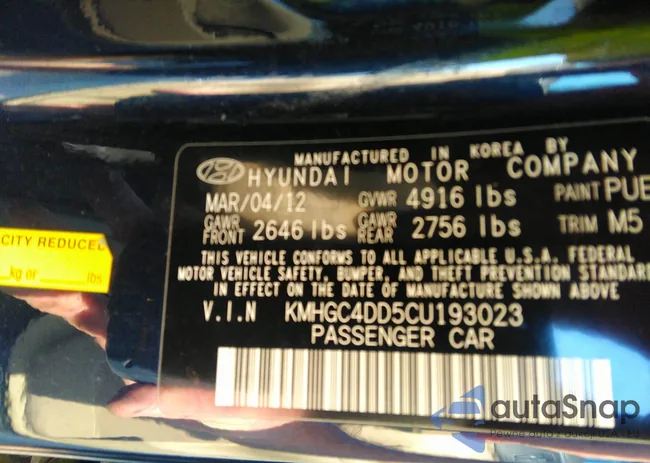 MANUFACTURED IN KOREA BY
HYUNDAI MOTOR COMPANY
MAR/04/12 GVWR 4916 lbs PAINT PUE
GAWR FRONT 2646 lbs GAWR REAR 2756 lbs TRIM M5
THIS VEHICLE CONFORMS TO ALL APPLICABLE U.S.A. FEDERAL
MOTOR VEHICLE SAFETY, BUMPER, AND THEFT PREVENTION STANDARD
IN EFFECT ON THE DATE OF MANUFACTURE SHOWN ABOVE
V.I.N KMHGC4DD5CU193023
PASSENGER CAR
CITY REDUCED
kg or ______ lbs
autaSnap